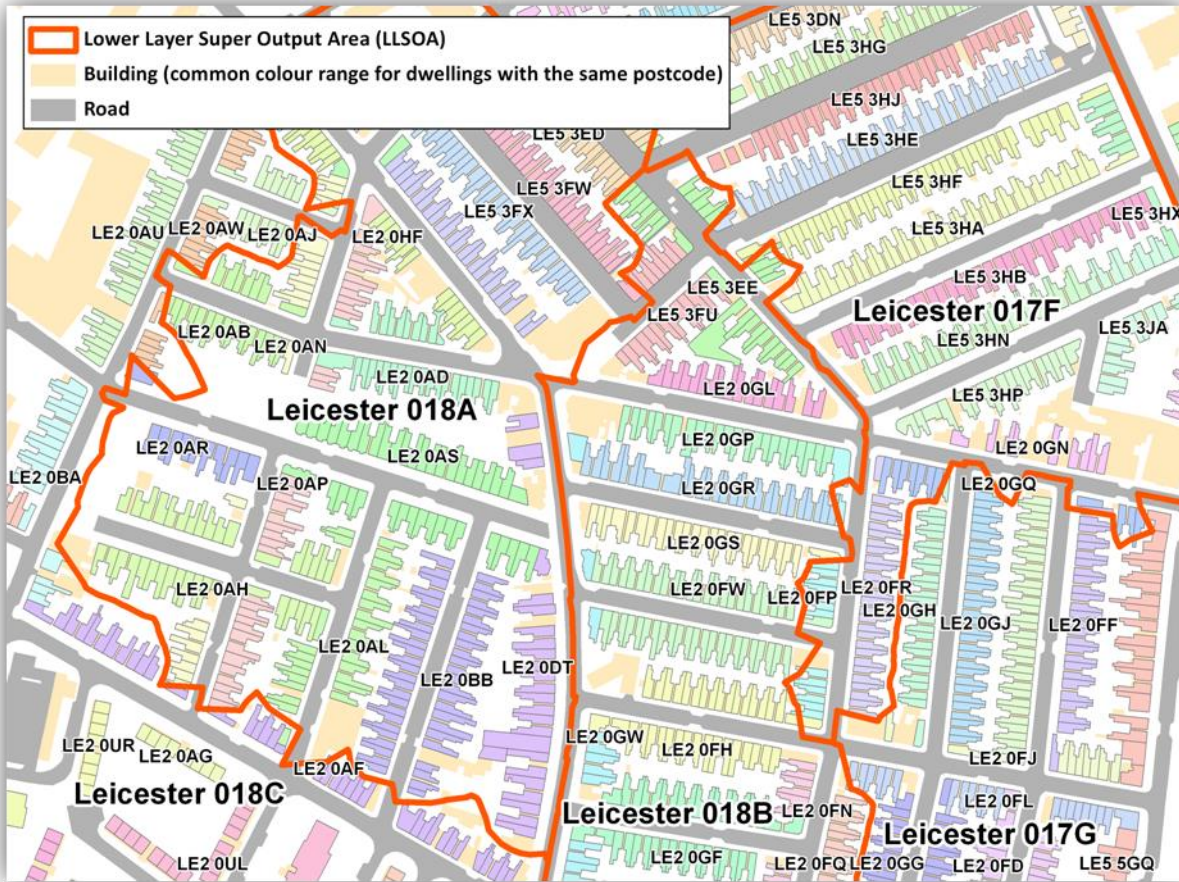 Lower Layer Super Output Area (LLSOA)
Building (common colour range for dwellings with the same postcode)
Road
LE5 3DN
LE5 3HG
LE5 3HJ
LE5 3ED
LE5 3HE
LE5 3FW
LE5 3HF
LE5 3FX
LE5 3HX
LE2 0AU
LE2 0AW
LE2 0AJ
LE2 0HF
LE5 3HA
LE5 3HB
LE5 3EE
LE5 3FU
Leicester 017F
LE5 3JA
LE2 0AB
LE2 0AN
LE5 3HN
LE2 0AD
LE2 0GL
LE5 3HP
Leicester 018A
LE2 0AR
LE2 0GP
LE2 0GN
LE2 0AS
LE2 0BA
LE2 0AP
LE2 0GR
LE2 0GQ
LE2 0GS
LE2 0AH
LE2 0FW
LE2 0FP
LE2 0FR
LE2 0GH
LE2 0GJ
LE2 0FF
LE2 0AL
LE2 0BB
LE2 0DT
LE2 0UR
LE2 0AG
LE2 0GW
LE2 0FH
LE2 0FJ
LE2 0AF
Leicester 018C
Leicester 018B
LE2 0FN
LE2 0FL
Leicester 017G
LE2 0UL
LE2 0GF
LE2 0FQ
LE2 0GG
LE2 0FD
LE5 5GQ